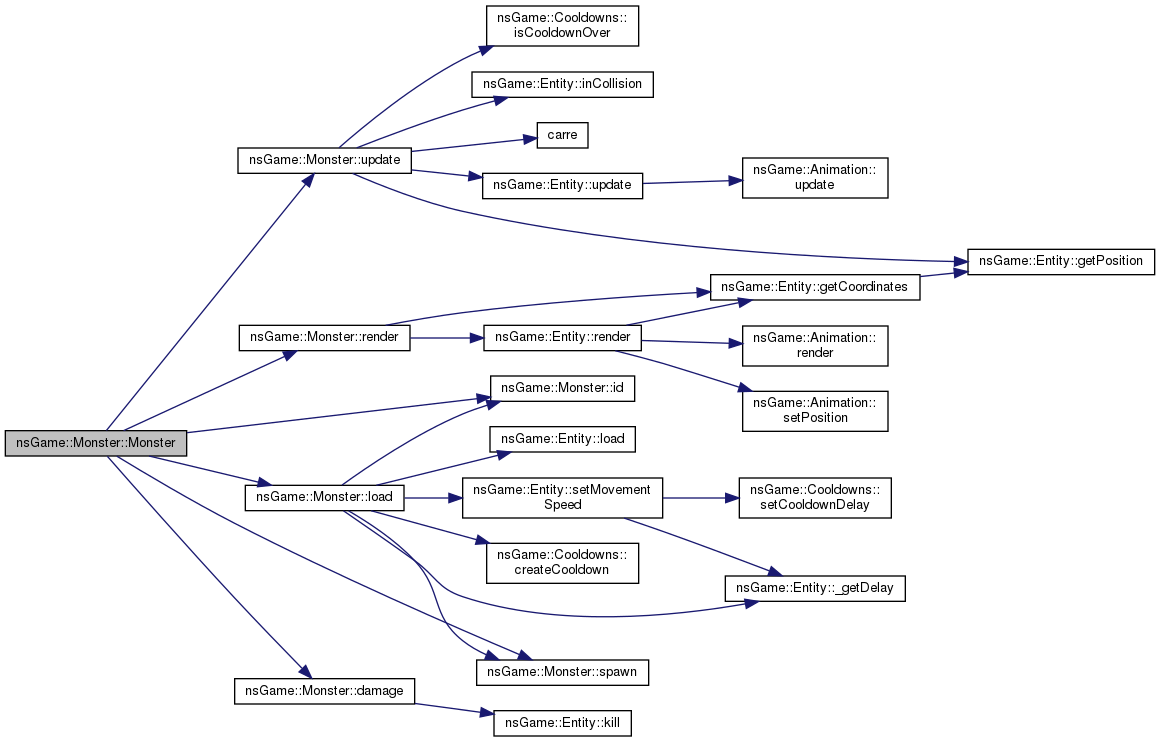 nsGame::Cooldowns::
isCooldownOver
nsGame::Entity::inCollision
carre
nsGame::Monster::update
nsGame::Entity::update
nsGame::Animation::
update
nsGame::Entity::getPosition
nsGame::Entity::getCoordinates
nsGame::Monster::render
nsGame::Entity::render
nsGame::Animation::
render
nsGame::Monster::id
nsGame::Animation::
setPosition
nsGame::Monster::Monster
nsGame::Entity::load
nsGame::Monster::load
nsGame::Entity::setMovement
Speed
nsGame::Cooldowns::
setCooldownDelay
nsGame::Cooldowns::
createCooldown
nsGame::Entity::_getDelay
nsGame::Monster::spawn
nsGame::Monster::damage
nsGame::Entity::kill